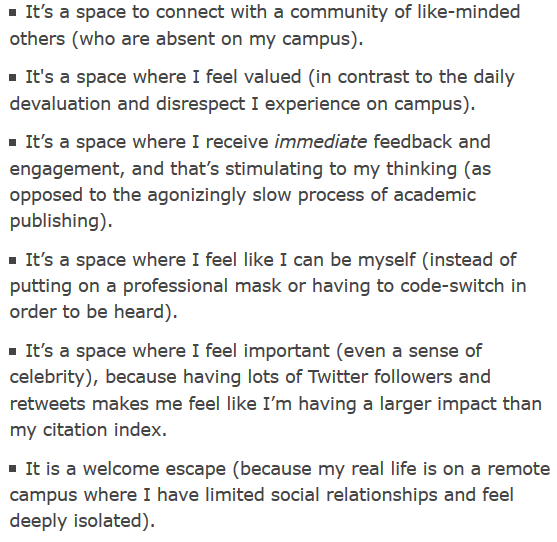 ▪ It’s a space to connect with a community of like-minded
others (who are absent on my campus).
▪ It's a space where I feel valued (in contrast to the daily
devaluation and disrespect I experience on campus).
▪ It’s a space where I receive immediate feedback and
engagement, and that’s stimulating to my thinking (as
opposed to the agonizingly slow process of academic
publishing).
▪ It’s a space where I feel like I can be myself (instead of
putting on a professional mask or having to code-switch in
order to be heard).
▪ It’s a space where I feel important (even a sense of
celebrity), because having lots of Twitter followers and
retweets makes me feel like I’m having a larger impact than
my citation index.
▪ It is a welcome escape (because my real life is on a remote
campus where I have limited social relationships and feel
deeply isolated).